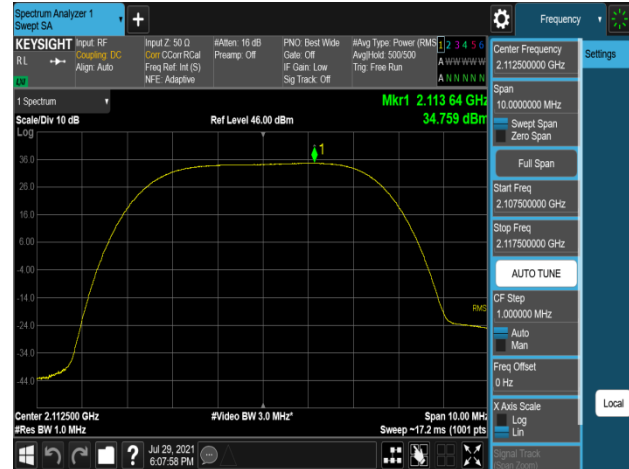 Spectrum Analyzer 1
Swept SA
+
Frequency
KEYSIGHT
RL
LXI
Input: RF
Coupling: DC
Align: Auto
Input Z: 50 Ω
Corr CCorr RCal
Freq Ref: Int (S)
NFE: Adaptive
#Atten: 16 dB
Preamp: Off
PNO: Best Wide
Gate: Off
IF Gain: Low
Sig Track: Off
#Avg Type: Power (RMS
Avg|Hold: 500/500
Trig: Free Run
1 2 3 4 5 6
A W W W W W
A N N N N N
1 Spectrum
Scale/Div 10 dB
Log
Ref Level 46.00 dBm
Mkr1 2.113 64 GHz
34.759 dBm
1
36.0
26.0
16.0
6.00
-4.00
-14.0
-24.0
-34.0
-44.0
RMS
Center 2.112500 GHz
#Res BW 1.0 MHz
#Video BW 3.0 MHz*
Span 10.00 MHz
Sweep ~17.2 ms (1001 pts
Center Frequency
2.112500000 GHz
Span
10.0000000 MHz
Swept Span
Zero Span
Full Span
Start Freq
2.107500000 GHz
Stop Freq
2.117500000 GHz
AUTO TUNE
CF Step
1.000000 MHz
Auto
Man
Freq Offset
0 Hz
X Axis Scale
Log
Lin
Signal Track
(Span Zoom)
Settings
Local
?
Jul 29, 2021
6:07:58 PM